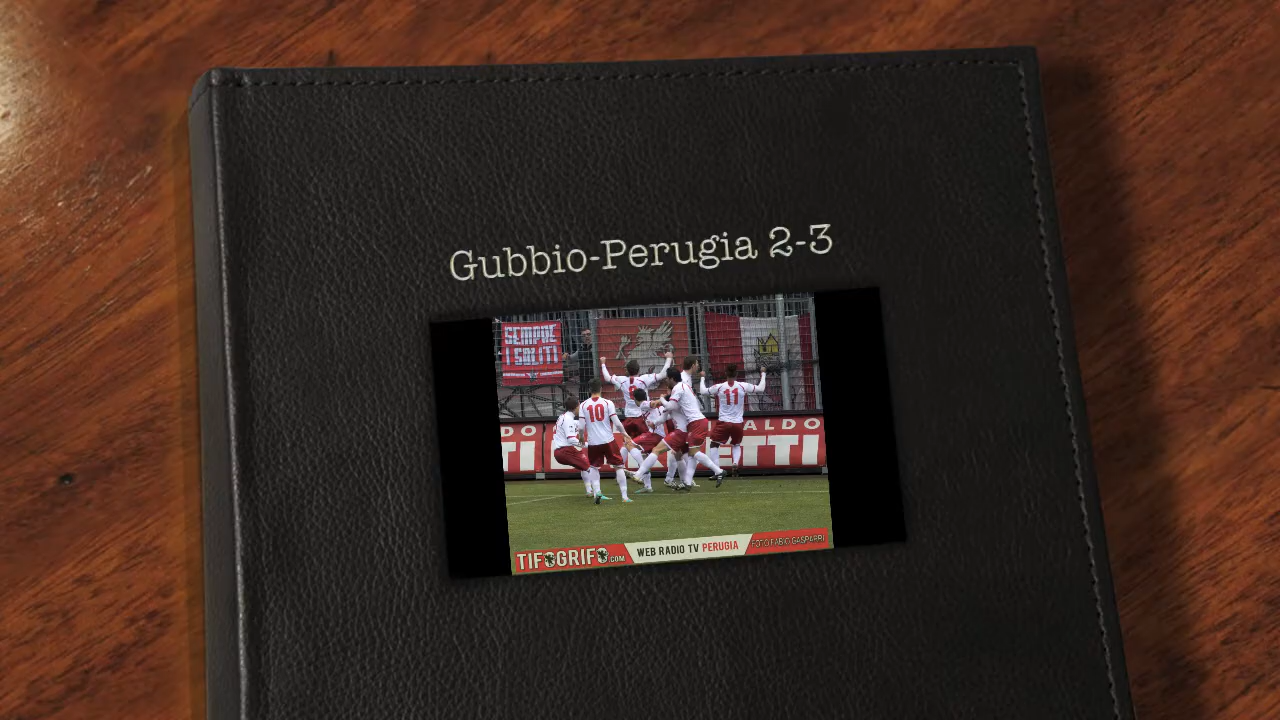 Gubbio-Perugia 2-3
SEMPRE
I SOLITI
10
11
TIFOGRIFO.COM
WEB RADIO TV PERUGIA
FOTO FABIO GASPARRI